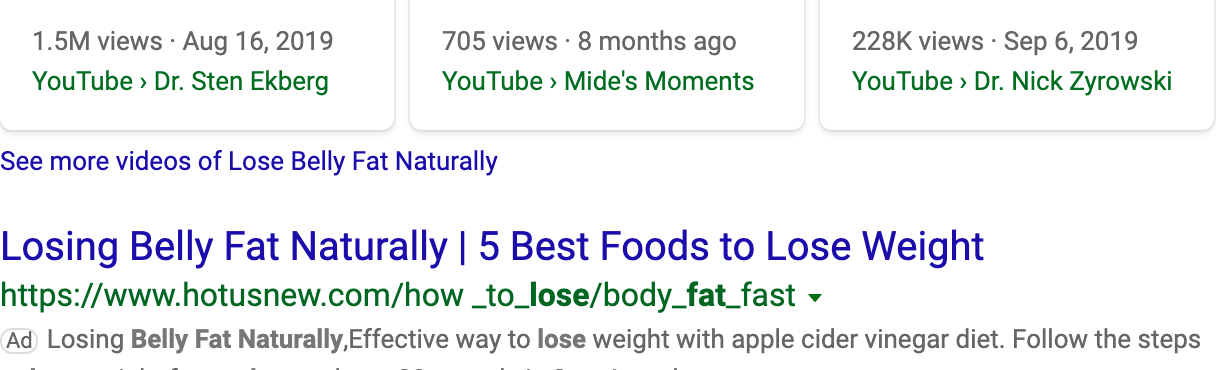 1.5M views · Aug 16, 2019
YouTube › Dr. Sten Ekberg
705 views · 8 months ago
YouTube › Mide's Moments
228K views · Sep 6, 2019
YouTube › Dr. Nick Zyrowski
See more videos of Lose Belly Fat Naturally
Losing Belly Fat Naturally | 5 Best Foods to Lose Weight
https://www.hotusnew.com/how _to_lose/body_fat_fast
Ad Losing Belly Fat Naturally,Effective way to lose weight with apple cider vinegar diet. Follow the steps